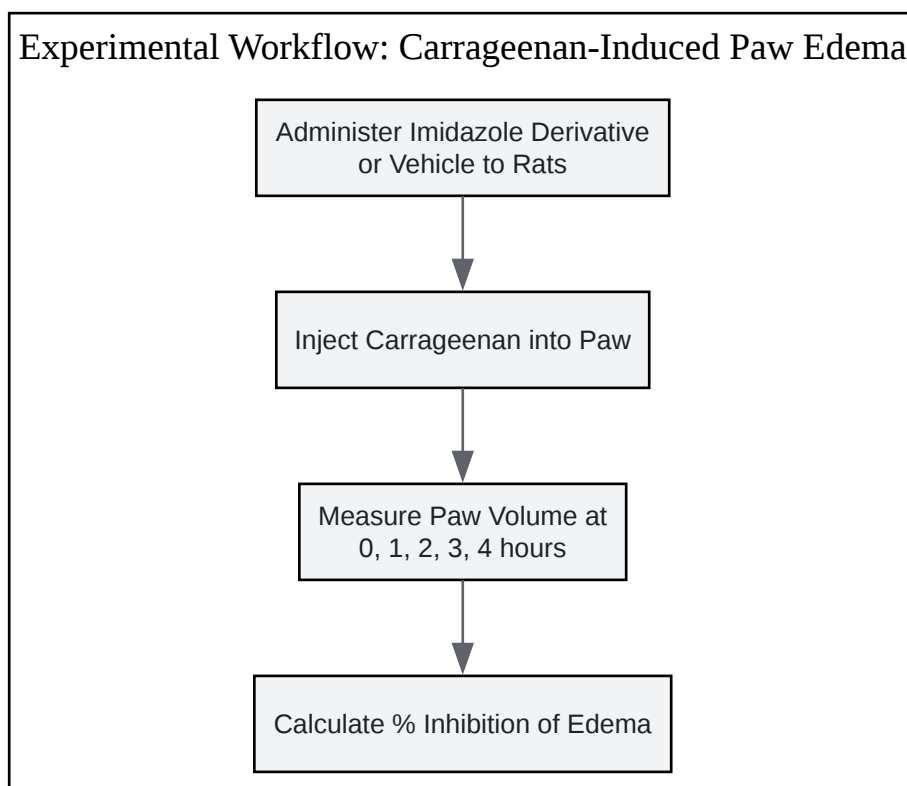 Experimental Workflow: Carrageenan-Induced Paw Edema
Administer Imidazole Derivative
or Vehicle to Rats
Inject Carrageenan into Paw
Measure Paw Volume at
0, 1, 2, 3, 4 hours
Calculate % Inhibition of Edema